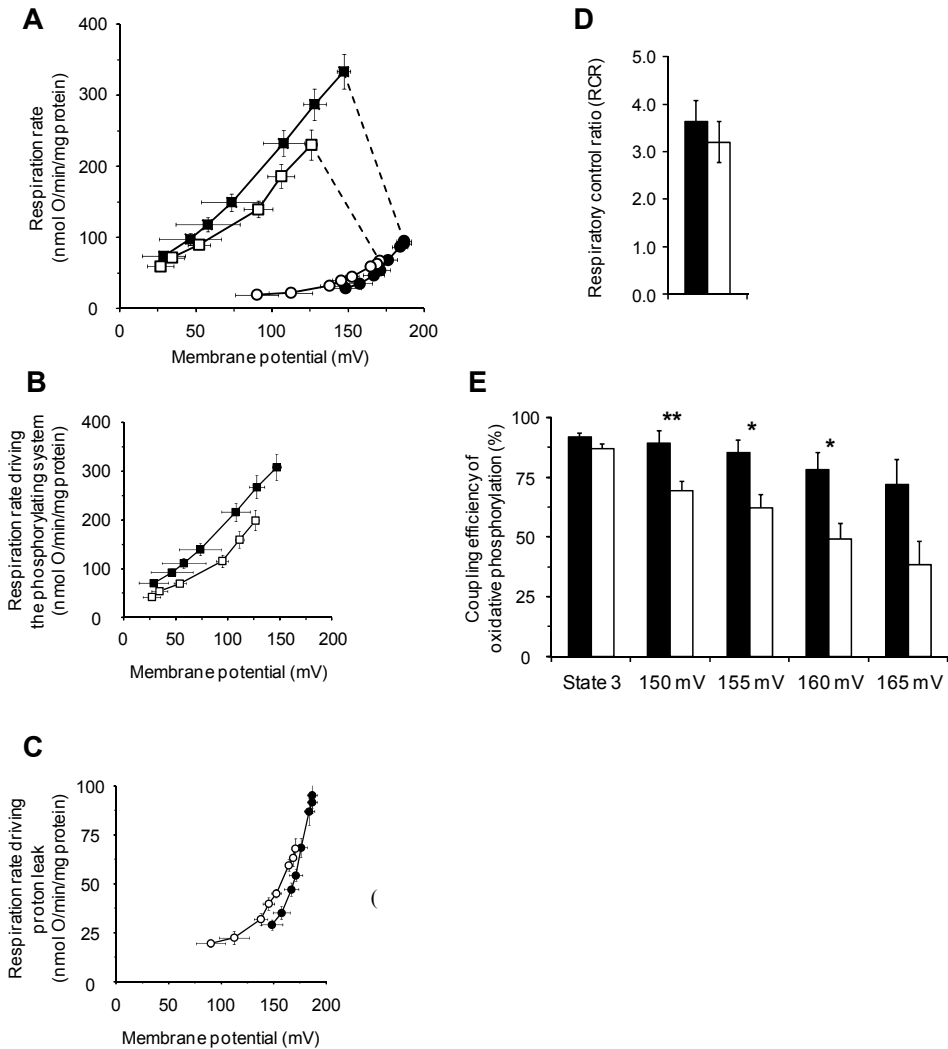 A
Respiration rate
(nmol O/min/mg protein)
400
300
200
100
0
0 50 100 150 200
Membrane potential (mV)
B
Respiration rate driving
the phosphorylating system
(nmol O/min/mg protein)
400
300
200
100
0
0 50 100 150 200
Membrane potential (mV)
C
Respiration rate driving
proton leak
(nmol O/min/mg protein)
100
75
50
25
0
0 50 100 150 200
Membrane potential (mV)
(
D
Respiratory control ratio (RCR)
5.0
4.0
3.0
2.0
1.0
0.0
E
Coupling efficiency of
oxidative phosphorylation (%)
100
75
50
25
0
** * *
State 3 150 mV 155 mV 160 mV 165 mV